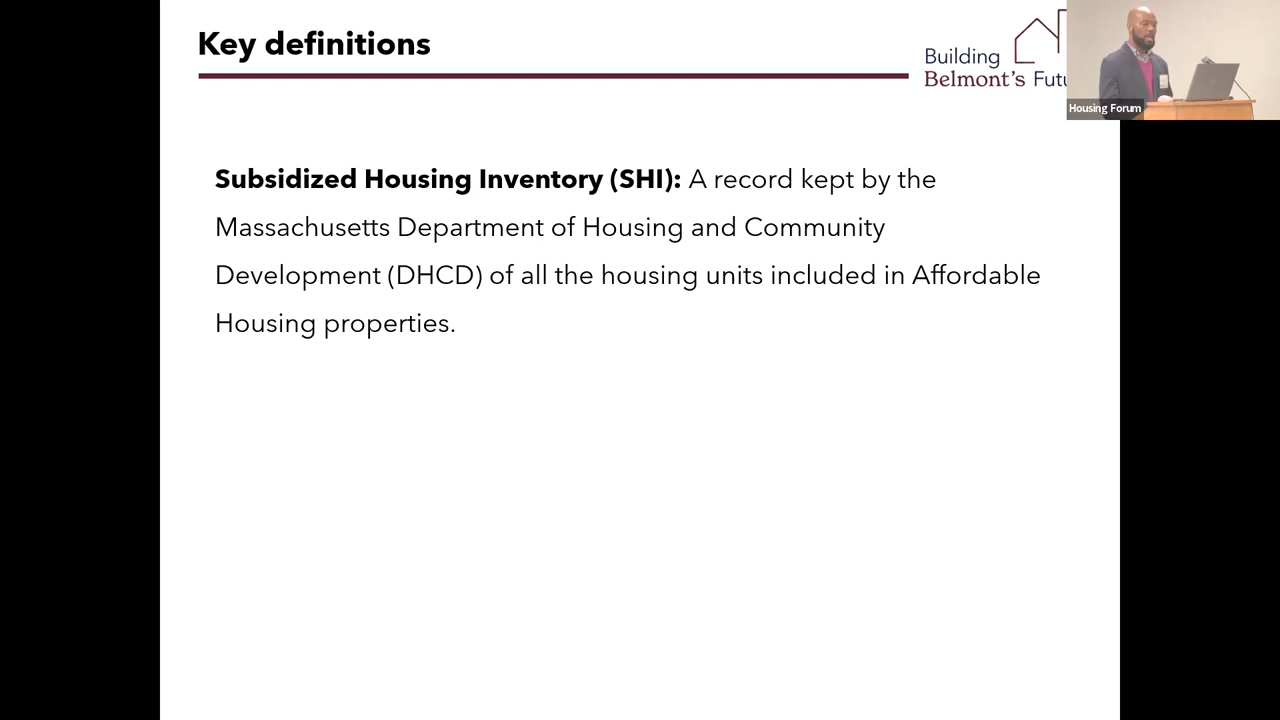 Key definitions
Building
Belmont's
Housing Forum
Subsidized Housing Inventory (SHI): A record kept by the
Massachusetts Department of Housing and Community
Development (DHCD) of all the housing units included in Affordable
Housing properties.